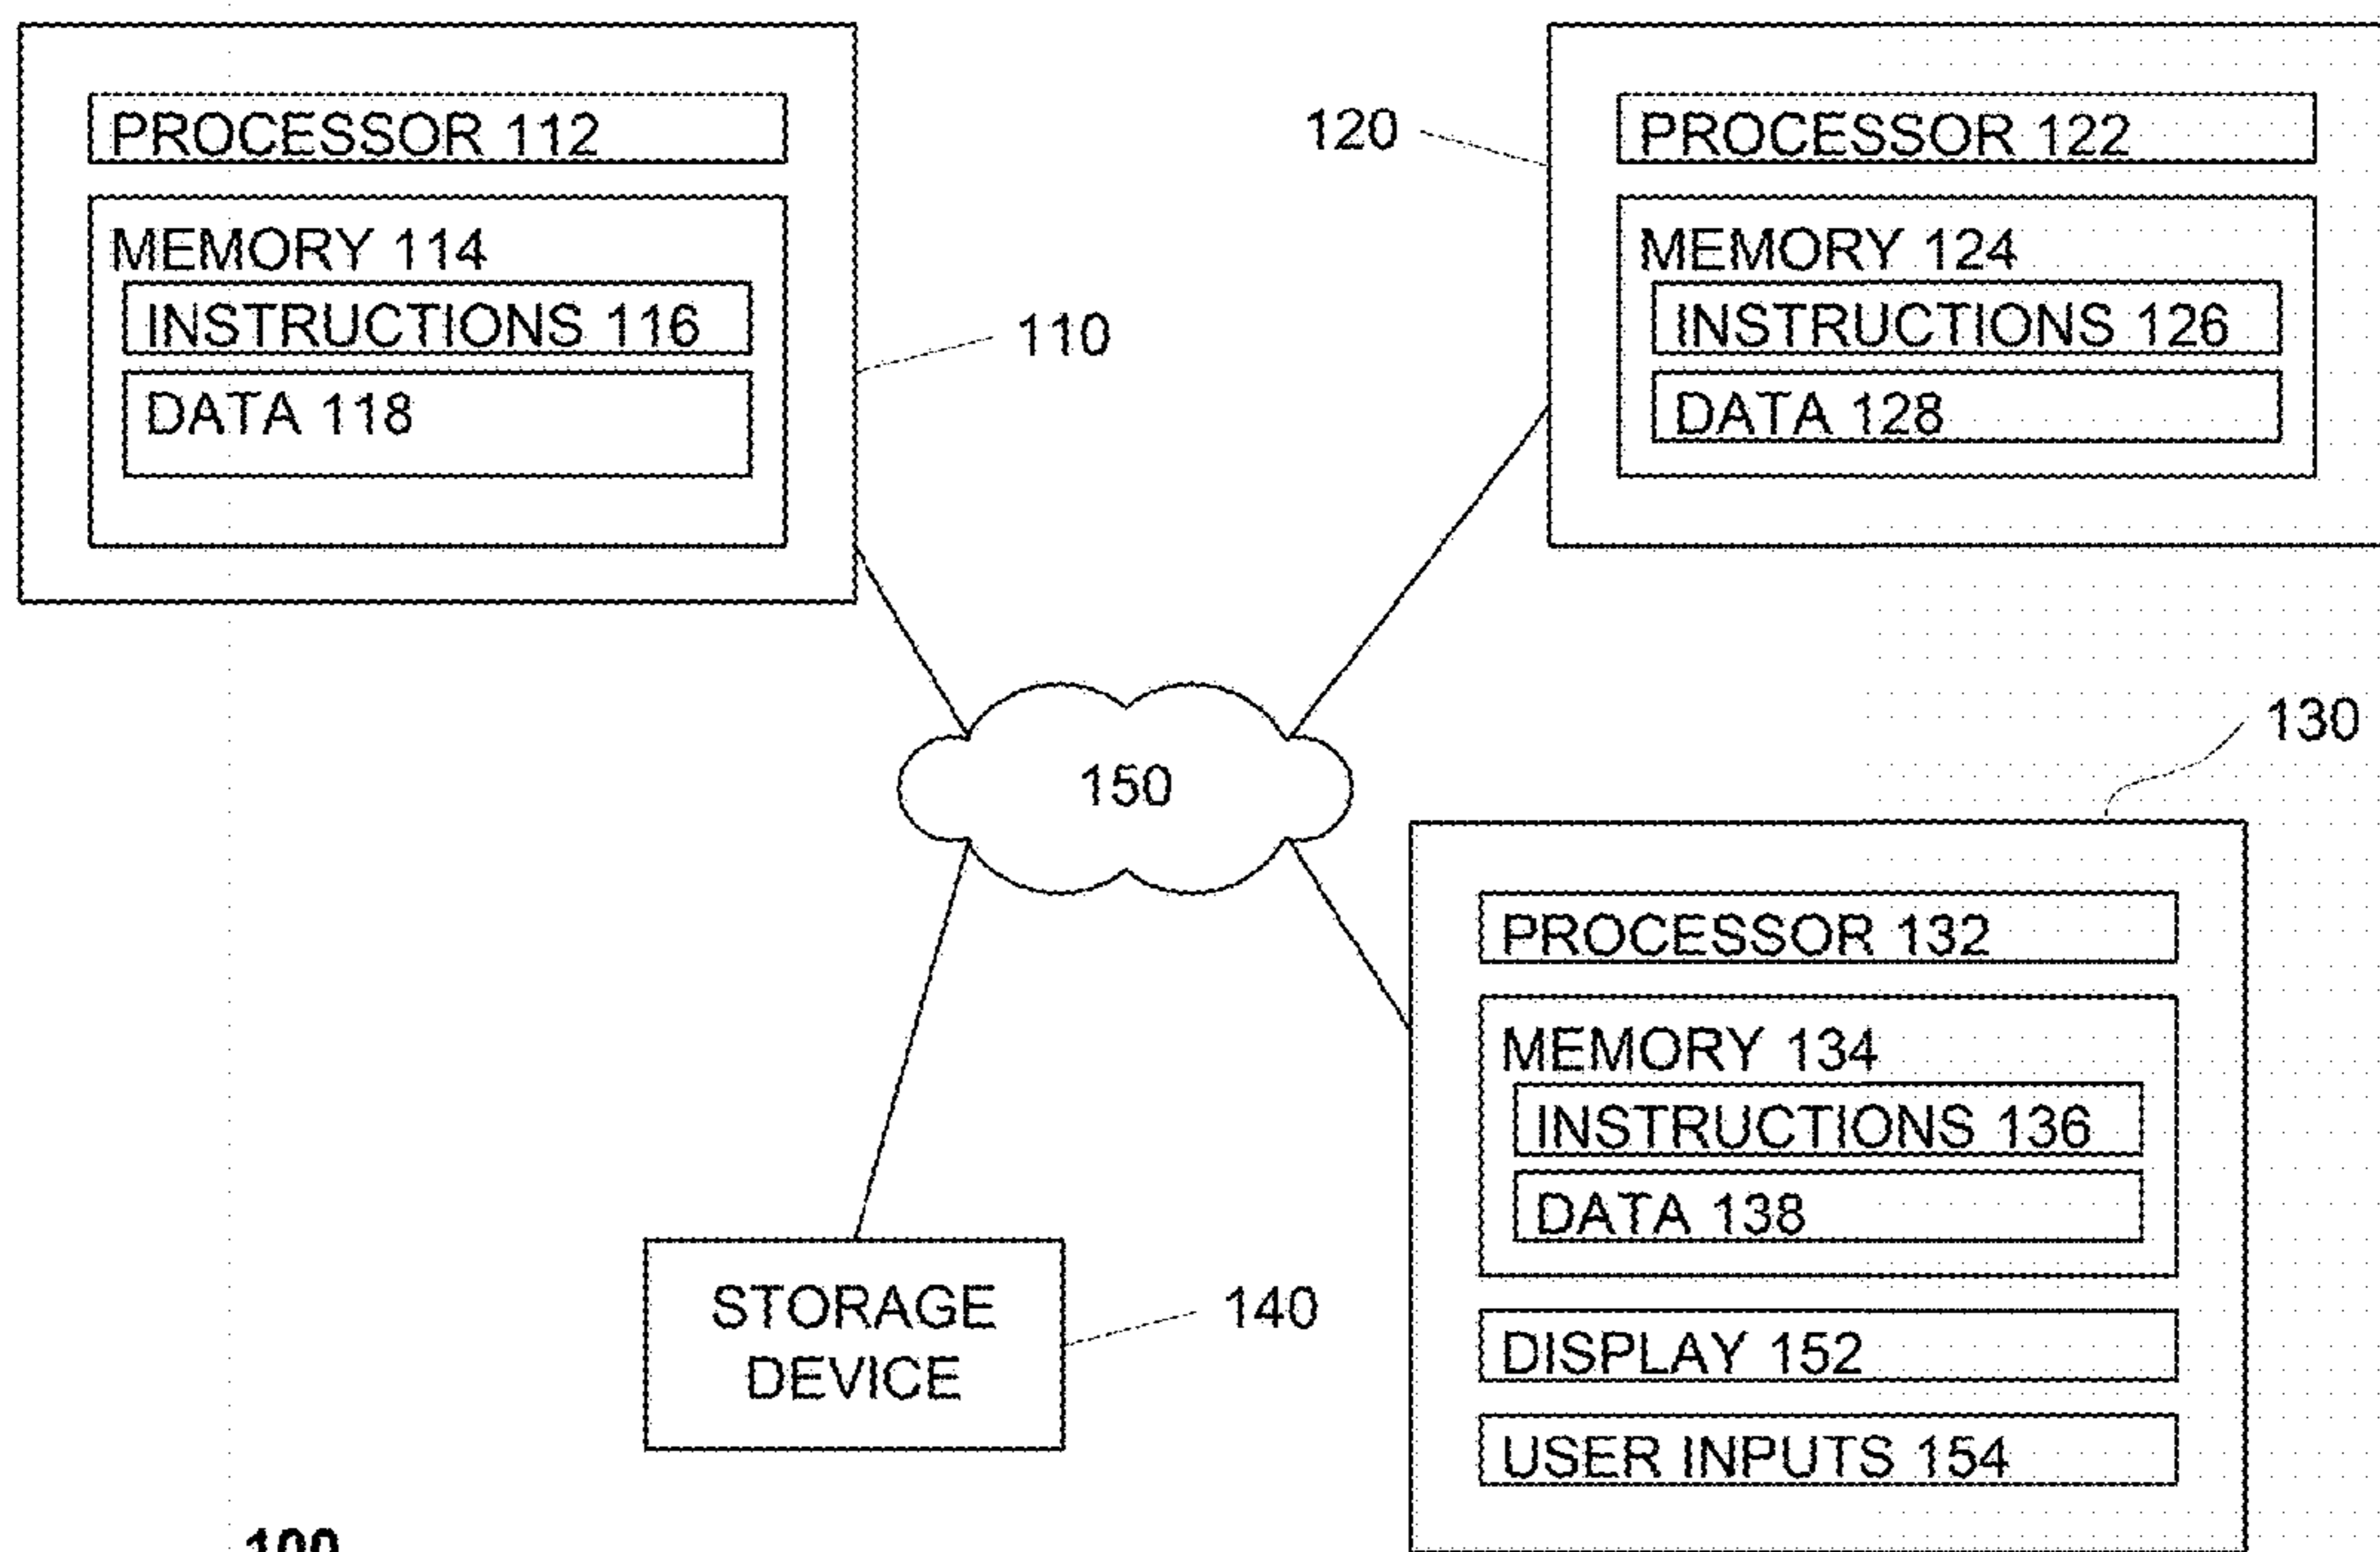 PROCESSOR 112
MEMORY 114
INSTRUCTIONS 116
DATA 118
110
120
PROCESSOR 122
MEMORY 124
INSTRUCTIONS 126
DATA 128
150
130
PROCESSOR 132
MEMORY 134
INSTRUCTIONS 136
DATA 138
DISPLAY 152
USER INPUTS 154
STORAGE
DEVICE
140
100